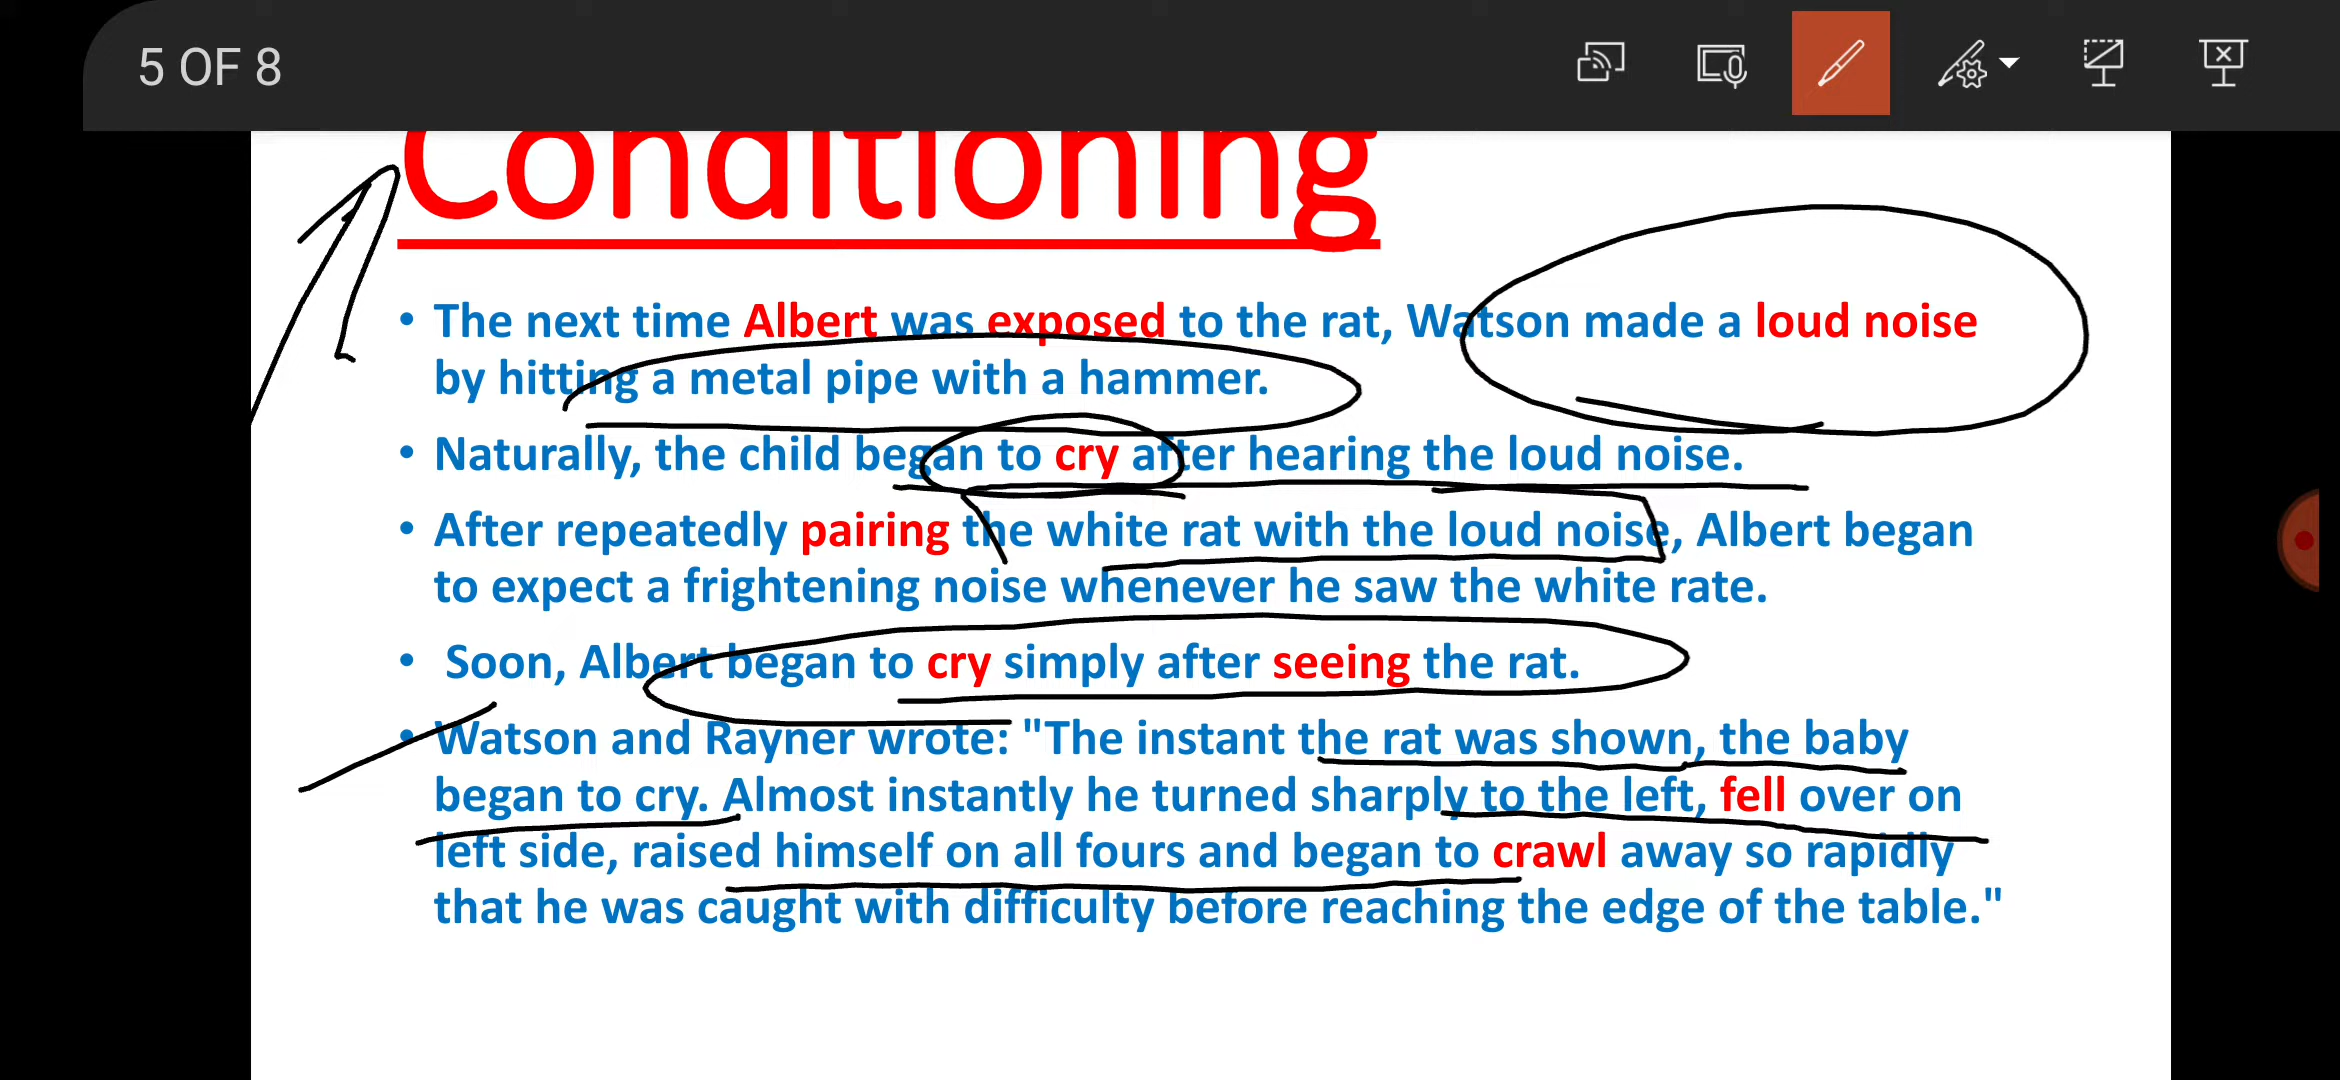 5 OF 8
Conditioning
• The next time Albert was exposed to the rat, Watson made a loud noise
by hitting a metal pipe with a hammer.
• Naturally, the child began to cry after hearing the loud noise.
• After repeatedly pairing the white rat with the loud noise, Albert began
to expect a frightening noise whenever he saw the white rate.
• Soon, Albert began to cry simply after seeing the rat.
• Watson and Rayner wrote: "The instant the rat was shown, the baby
began to cry. Almost instantly he turned sharply to the left, fell over on
left side, raised himself on all fours and began to crawl away so rapidly
that he was caught with difficulty before reaching the edge of the table."